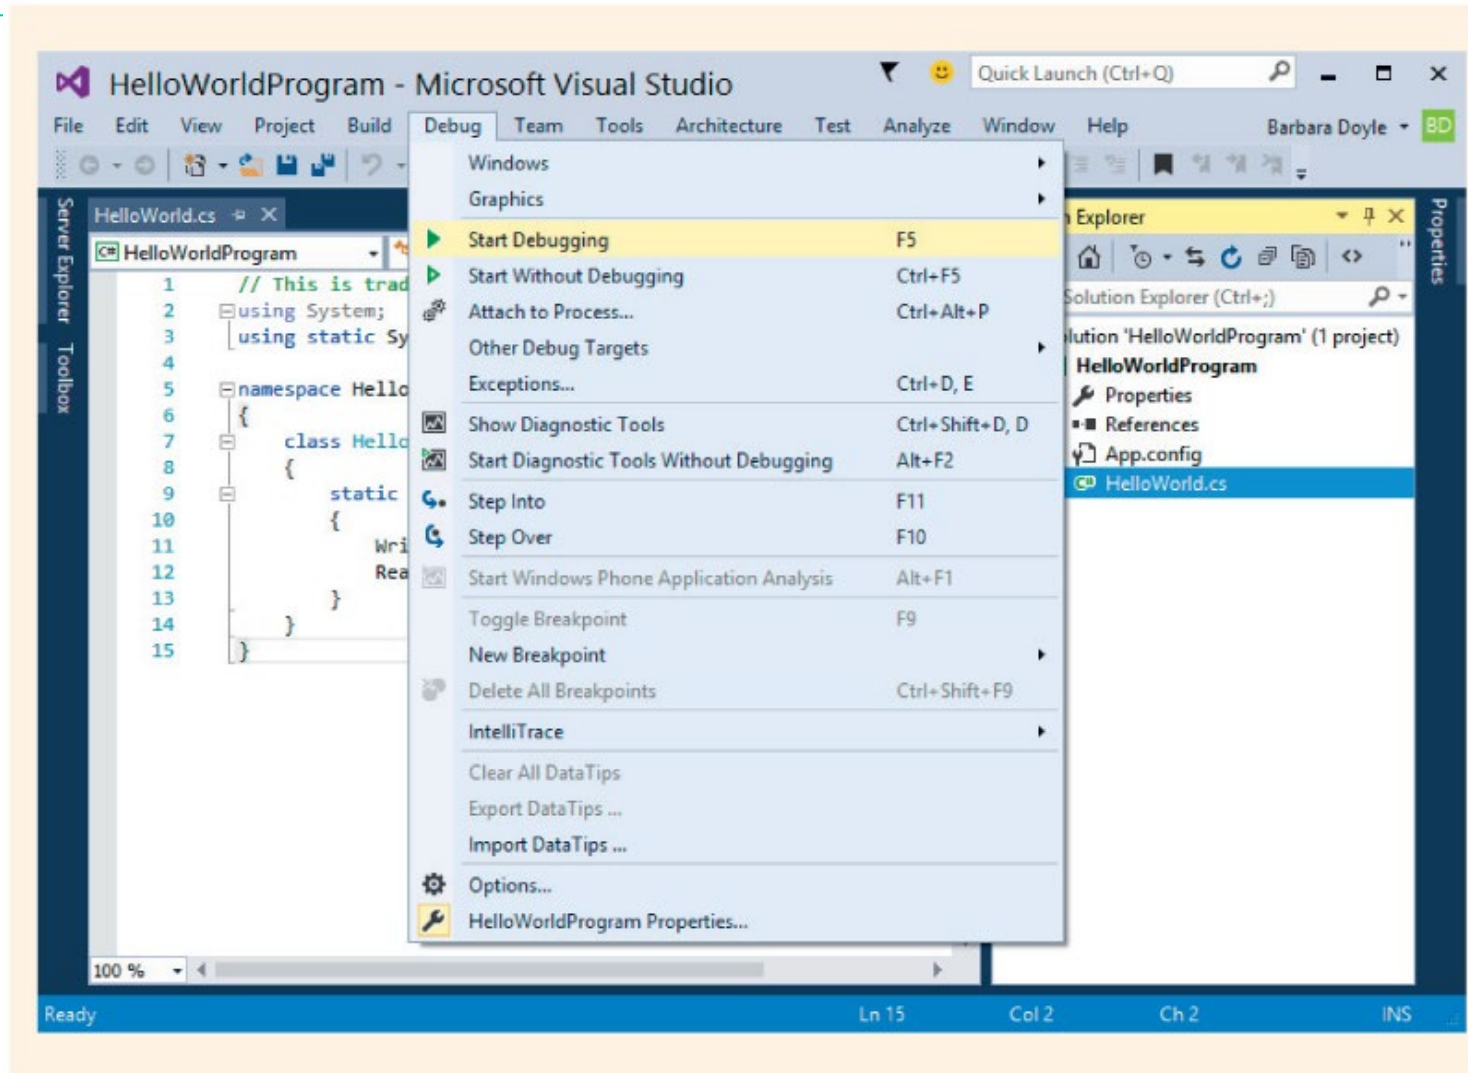 HelloWorldProgram - Microsoft Visual Studio
Quick Launch (Ctrl+Q)
File Edit View Project Build Debug Team Tools Architecture Test Analyze Window Help Barbara Doyle BD
Server Explorer
Toolbox
HelloWorld.cs
C# HelloWorldProgram
1 // This is trad
2 using System;
3 using static Sy
4
5 namespace Hello
6 {
7 class Hello
8 {
9 static
10 {
11 Wri
12 Rea
13 }
14 }
15 }
100 %
Windows
Graphics
Start Debugging F5
Start Without Debugging Ctrl+F5
Attach to Process... Ctrl+Alt+P
Other Debug Targets
Exceptions... Ctrl+D, E
Show Diagnostic Tools Ctrl+Shift+D, D
Start Diagnostic Tools Without Debugging Alt+F2
Step Into F11
Step Over F10
Start Windows Phone Application Analysis Alt+F1
Toggle Breakpoint F9
New Breakpoint
Delete All Breakpoints Ctrl+Shift+F9
IntelliTrace
Clear All DataTips
Export DataTips ...
Import DataTips ...
Options...
HelloWorldProgram Properties...
n Explorer
Solution Explorer (Ctrl+;)
lution 'HelloWorldProgram' (1 project)
HelloWorldProgram
Properties
References
App.config
C# HelloWorld.cs
Properties
Ready Ln 15 Col 2 Ch 2 INS